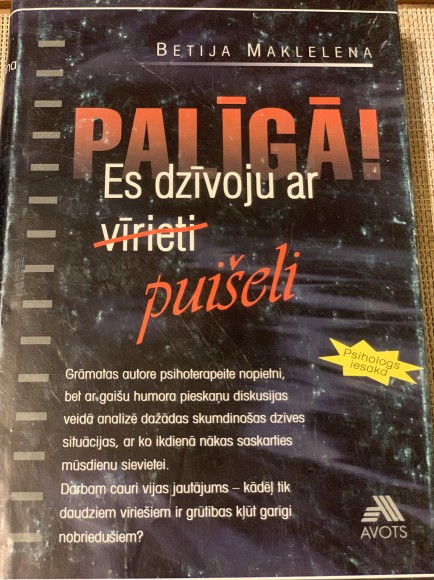 na
BETIJA MAKLELENA
PALĪGĀ!
Es dzīvoju ar
vīrieti
puišeli
Psihologs
iesaka
Grāmatas autore psihoterapeite nopietni,
bet ar gaišu humora pieskaņu diskusijas
veidā analizē dažādas skumdinošas dzīves
situācijas, ar ko ikdienā nākas saskarties
mūsdienu sievietei.
Darbam cauri vijas jautājums – kādēļ tik
daudziem vīriešiem ir grūtības kļūt garīgi
nobriedušiem?
AVOTS